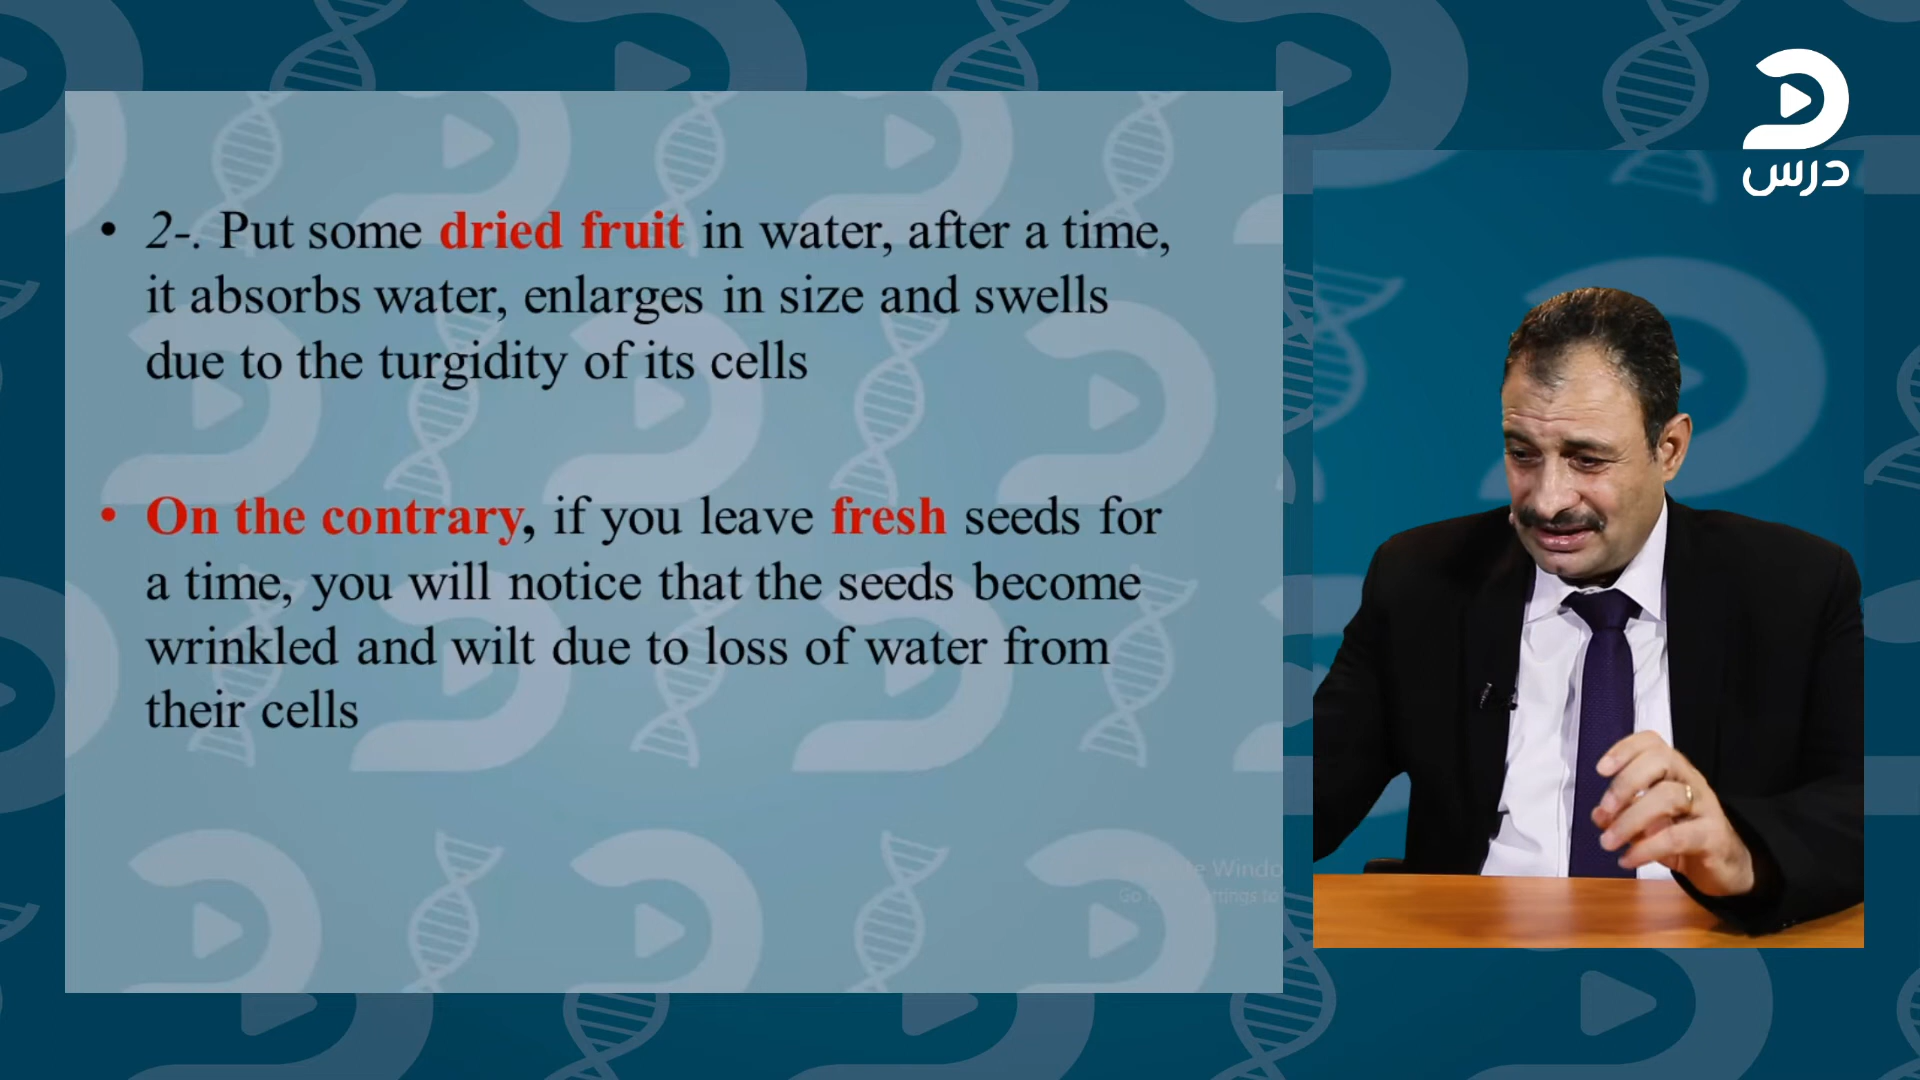 درس
• 2-. Put some dried fruit in water, after a time,
it absorbs water, enlarges in size and swells
due to the turgidity of its cells
• On the contrary, if you leave fresh seeds for
a time, you will notice that the seeds become
wrinkled and wilt due to loss of water from
their cells
Windo
Go